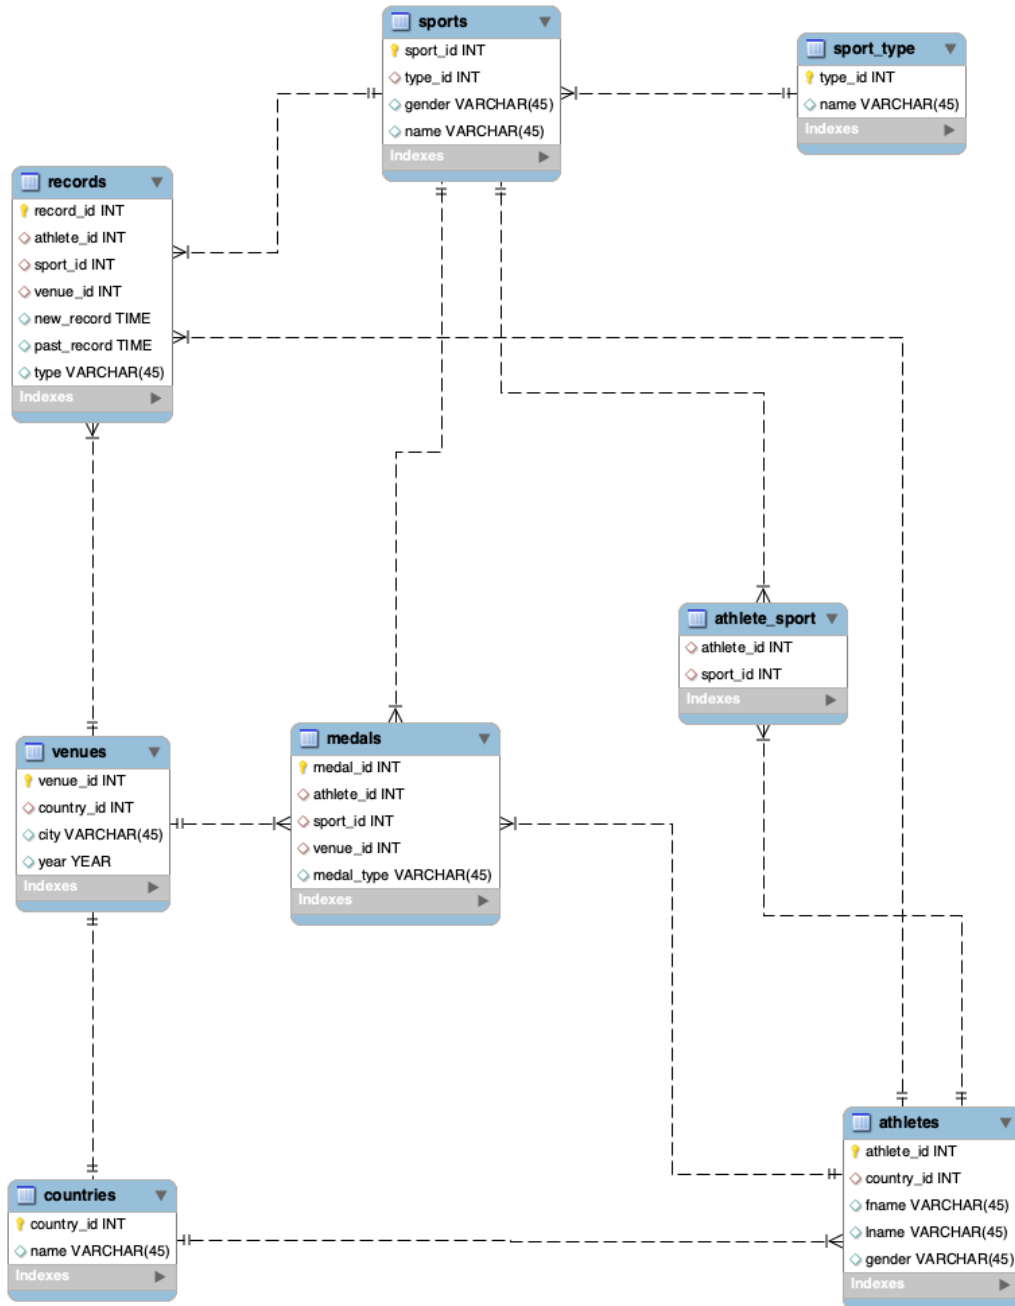 sports
sport_id INT
type_id INT
gender VARCHAR(45)
name VARCHAR(45)
Indexes
sport_type
type_id INT
name VARCHAR(45)
Indexes
records
record_id INT
athlete_id INT
sport_id INT
venue_id INT
new_record TIME
past_record TIME
type VARCHAR(45)
Indexes
athlete_sport
athlete_id INT
sport_id INT
Indexes
venues
venue_id INT
country_id INT
city VARCHAR(45)
year YEAR
Indexes
medals
medal_id INT
athlete_id INT
sport_id INT
venue_id INT
medal_type VARCHAR(45)
Indexes
countries
country_id INT
name VARCHAR(45)
Indexes
athletes
athlete_id INT
country_id INT
fname VARCHAR(45)
lname VARCHAR(45)
gender VARCHAR(45)
Indexes